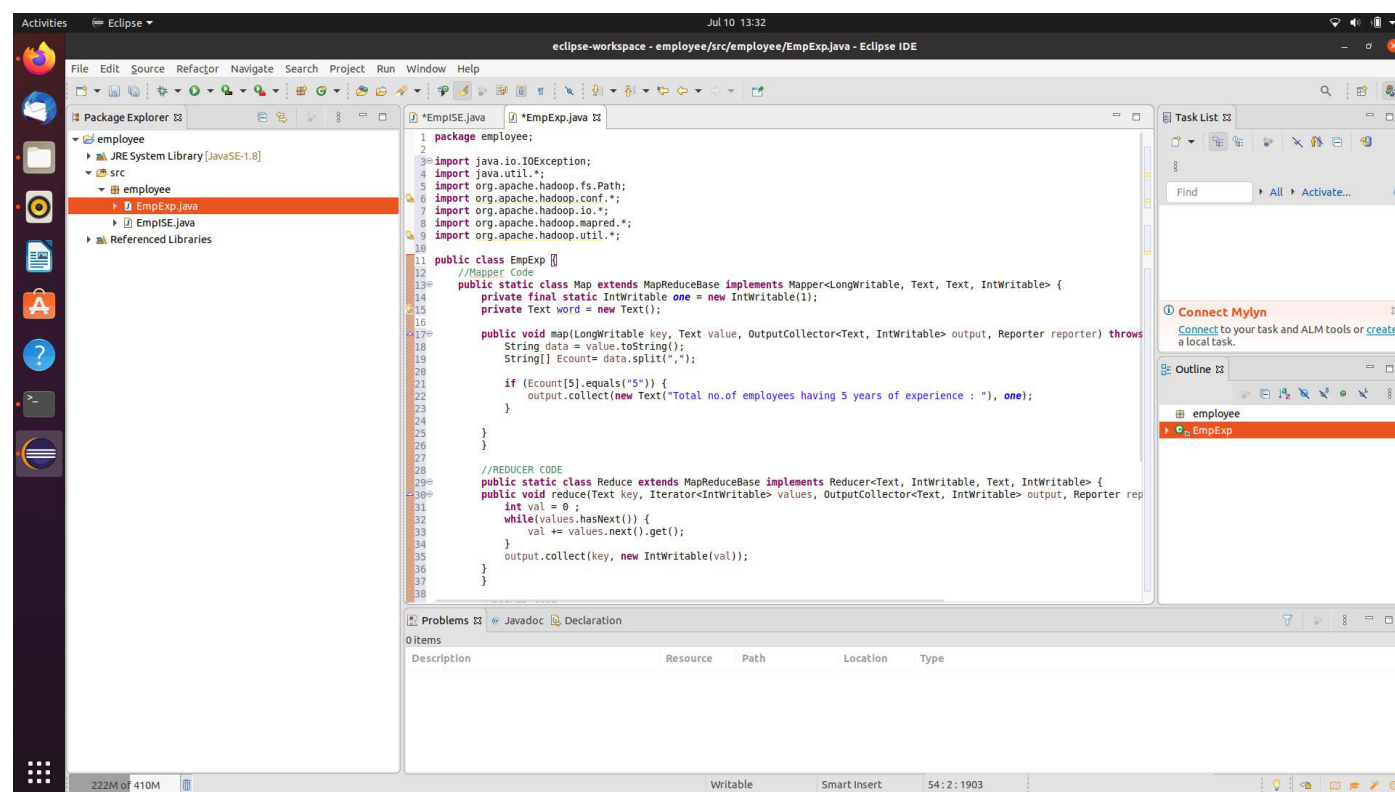 Activities Eclipse Jul 10 13:32
eclipse-workspace - employee/src/employee/EmpExp.java - Eclipse IDE
File Edit Source Refactor Navigate Search Project Run Window Help
Package Explorer
employee
JRE System Library [JavaSE-1.8]
src
employee
EmpExp.java
EmpISE.java
Referenced Libraries
*EmpISE.java *EmpExp.java
1 package employee;
2
3 import java.io.IOException;
4 import java.util.*;
5 import org.apache.hadoop.fs.Path;
6 import org.apache.hadoop.conf.*;
7 import org.apache.hadoop.io.*;
8 import org.apache.hadoop.mapred.*;
9 import org.apache.hadoop.util.*;
10
11 public class EmpExp {
12 //Mapper Code
13 public static class Map extends MapReduceBase implements Mapper<LongWritable, Text, Text, IntWritable> {
14 private final static IntWritable one = new IntWritable(1);
15 private Text word = new Text();
16
17 public void map(LongWritable key, Text value, OutputCollector<Text, IntWritable> output, Reporter reporter) throws
18 String data = value.toString();
19 String[] Ecount= data.split(",");
20
21 if (Ecount[5].equals("5")) {
22 output.collect(new Text("Total no.of employees having 5 years of experience : "), one);
23 }
24
25 }
26 }
27
28 //REDUCER CODE
29 public static class Reduce extends MapReduceBase implements Reducer<Text, IntWritable, Text, IntWritable> {
30 public void reduce(Text key, Iterator<IntWritable> values, OutputCollector<Text, IntWritable> output, Reporter rep
31 int val = 0 ;
32 while(values.hasNext()) {
33 val += values.next().get();
34 }
35 output.collect(key, new IntWritable(val));
36 }
37 }
38
Task List
Find All Activate...
Connect Mylyn
Connect to your task and ALM tools or create
a local task.
Outline
employee
EmpExp
Problems Javadoc Declaration
0 items
Description Resource Path Location Type
222M of 410M Writable Smart Insert 54 : 2 : 1903